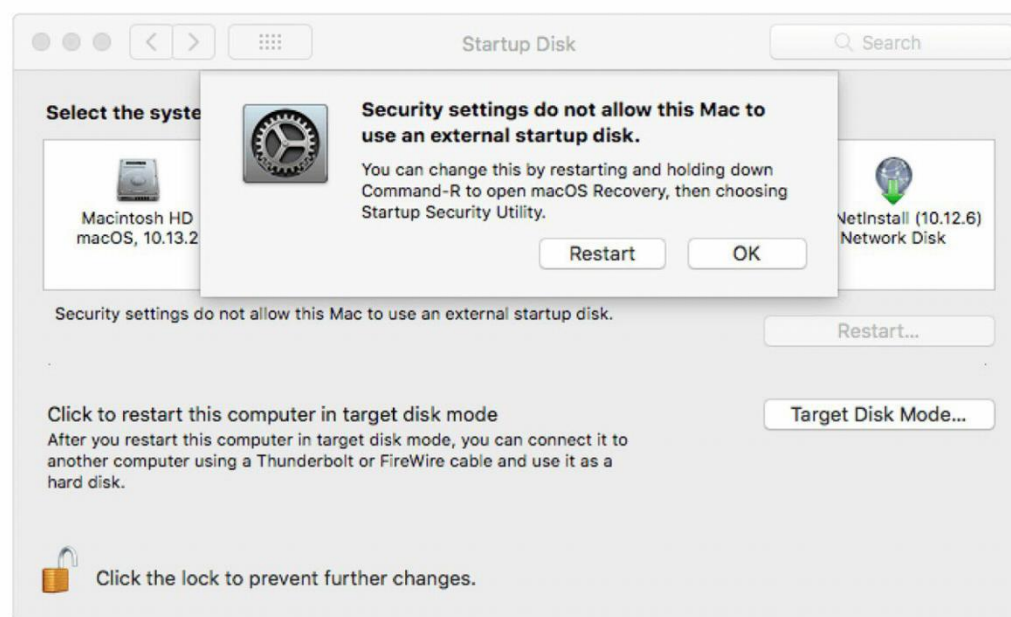 Startup Disk
Search
Security settings do not allow this Mac to
use an external startup disk.
You can change this by restarting and holding down
Command-R to open macOS Recovery, then choosing
Startup Security Utility.
Restart
OK
Select the syste
Macintosh HD
macOS, 10.13.2
NetInstall (10.12.6)
Network Disk
Security settings do not allow this Mac to use an external startup disk.
Restart...
Click to restart this computer in target disk mode
After you restart this computer in target disk mode, you can connect it to
another computer using a Thunderbolt or FireWire cable and use it as a
hard disk.
Target Disk Mode...
Click the lock to prevent further changes.